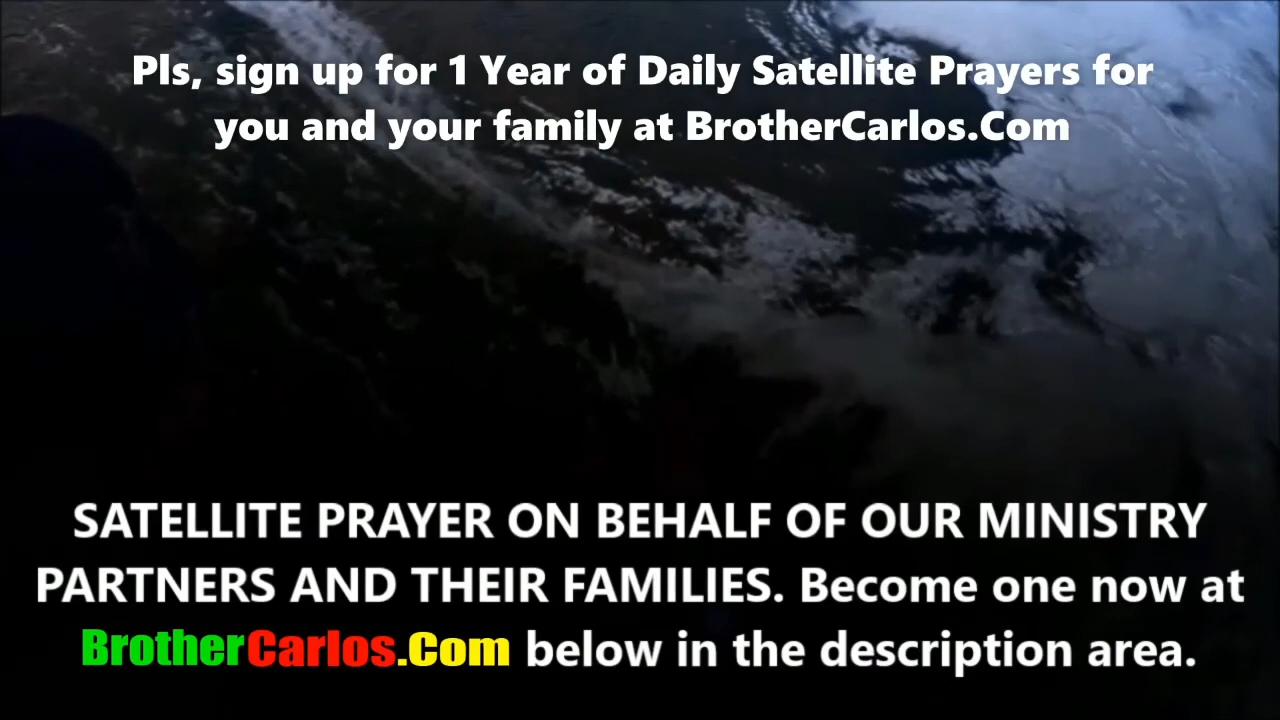 Pls, sign up for 1 Year of Daily Satellite Prayers for
you and your family at BrotherCarlos.Com
SATELLITE PRAYER ON BEHALF OF OUR MINISTRY
PARTNERS AND THEIR FAMILIES. Become one now at
BrotherCarlos.Com below in the description area.